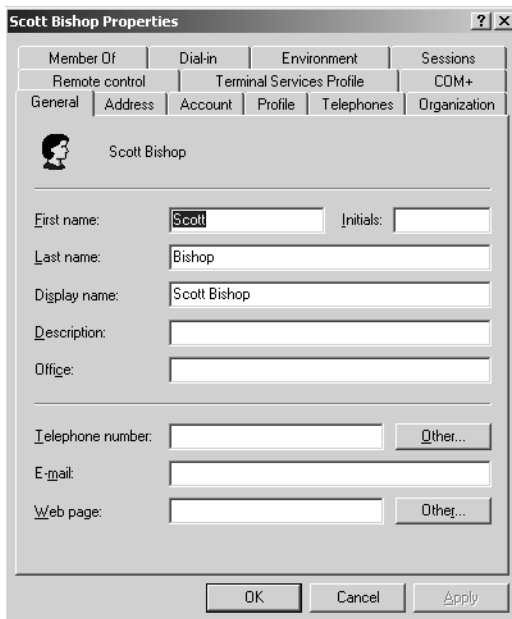 Scott Bishop Properties ? ×
Member Of Dial-in Environment Sessions
Remote control Terminal Services Profile COM+
General Address Account Profile Telephones Organization
Scott Bishop
First name: Scott Initials:
Last name: Bishop
Display name: Scott Bishop
Description:
Office:
Telephone number: Other...
E-mail:
Web page: Other...
OK Cancel Apply